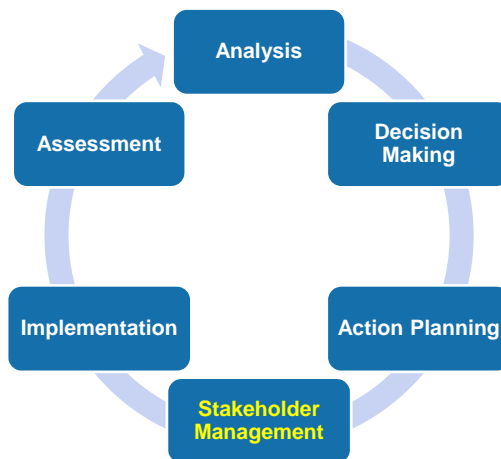 Analysis
Decision
Making
Action Planning
Stakeholder
Management
Implementation
Assessment